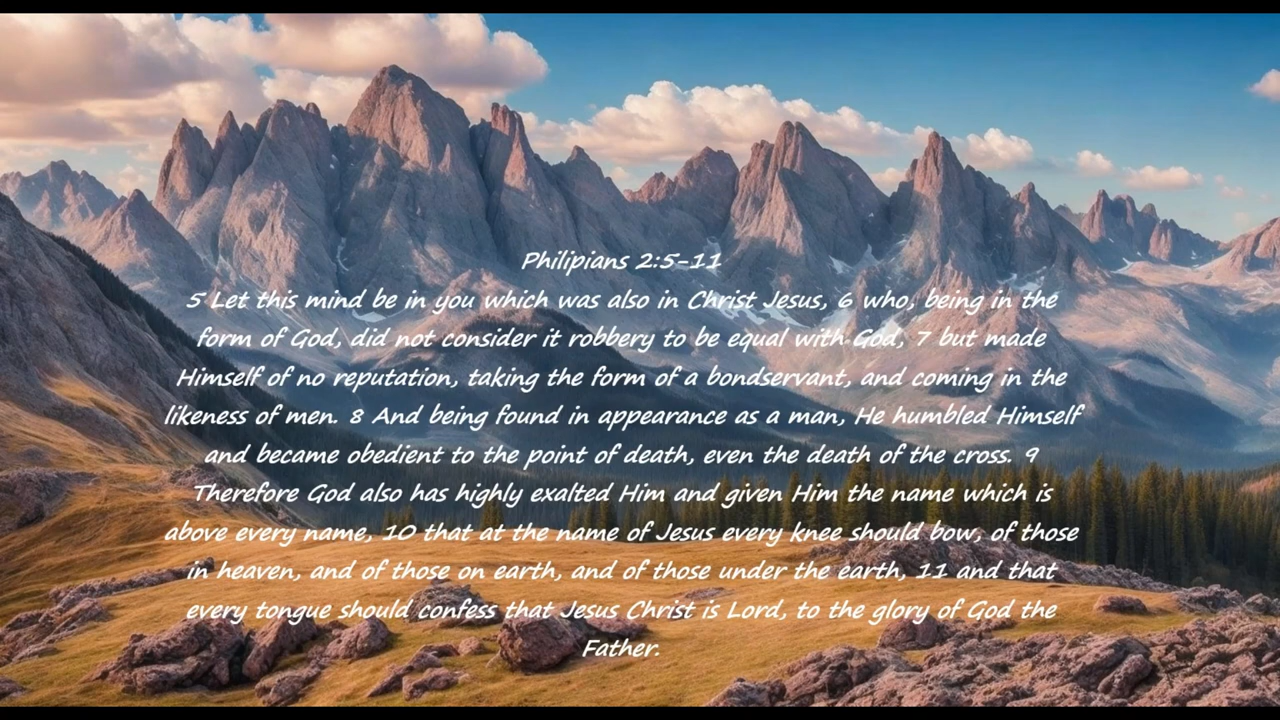 Philipians 2:5-11
5 Let this mind be in you which was also in Christ Jesus, 6 who, being in the
form of God, did not consider it robbery to be equal with God, 7 but made
Himself of no reputation, taking the form of a bondservant, and coming in the
likeness of men. 8 And being found in appearance as a man, He humbled Himself
and became obedient to the point of death, even the death of the cross. 9
Therefore God also has highly exalted Him and given Him the name which is
above every name, 10 that at the name of Jesus every knee should bow, of those
in heaven, and of those on earth, and of those under the earth, 11 and that
every tongue should confess that Jesus Christ is Lord, to the glory of God the
Father.